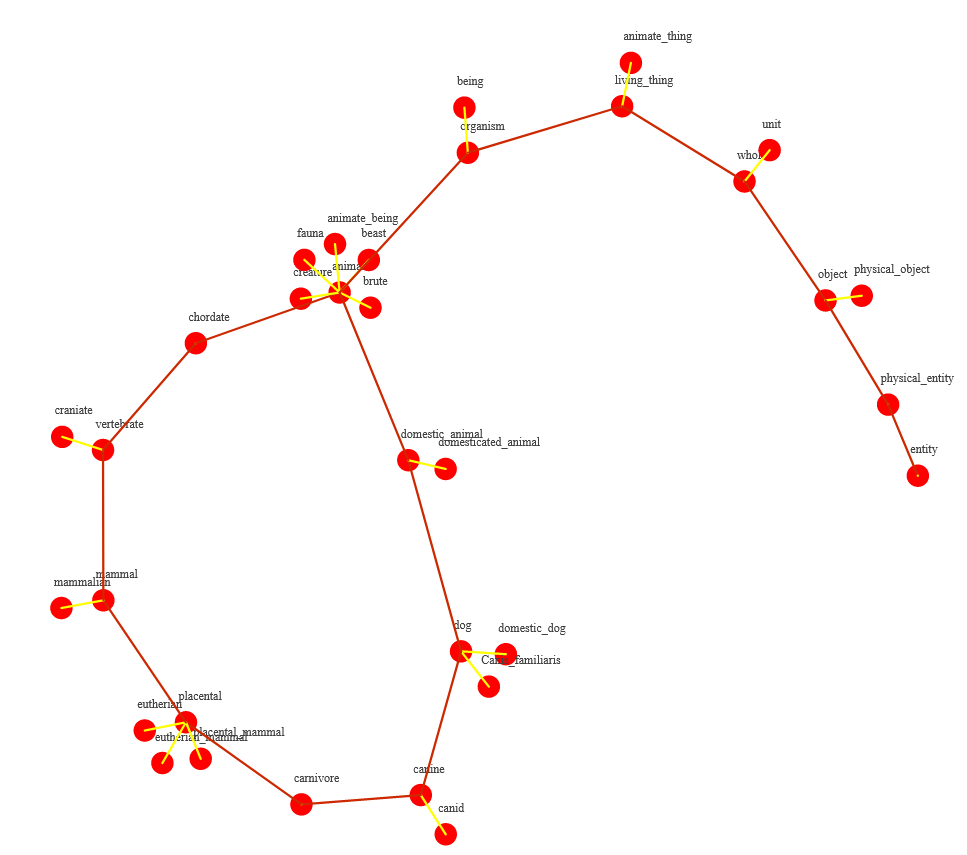 animate_thing
living_thing
being
unit
organism
whole
animate_being
fauna
beast
animal
creature
brute
physical_object
object
chordate
physical_entity
craniate
vertebrate
domestic_animal
domesticated_animal
entity
mammal
mammalian
dog
domestic_dog
Canis_familiaris
placental
eutherian
placental_mammal
eutherian_mammal
canine
carnivore
canid